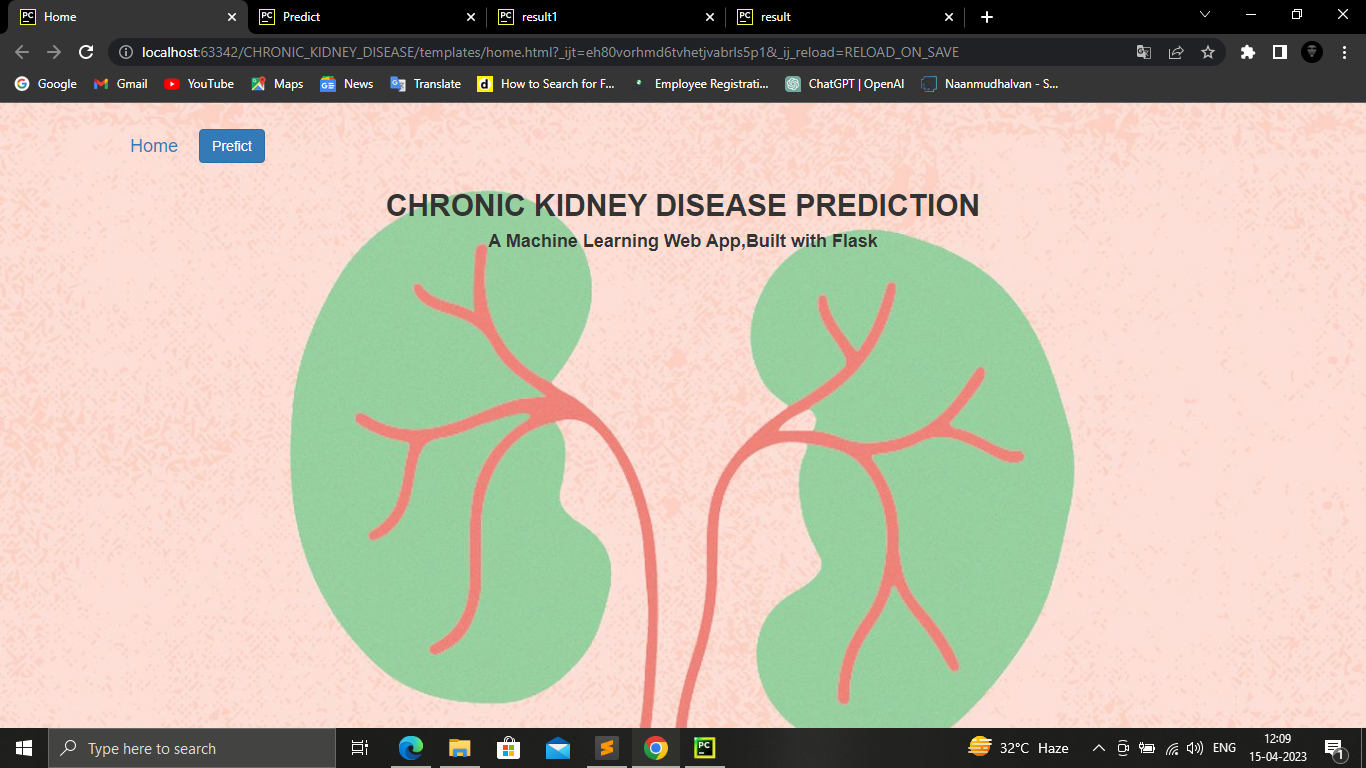 Home
Predict
result1
result
localhost:63342/CHRONIC_KIDNEY_DISEASE/templates/home.html?_ijt=eh80vorhmd6tvhetjvabrls5p1&_ij_reload=RELOAD_ON_SAVE
Google Gmail YouTube Maps News Translate How to Search for F... Employee Registrati... ChatGPT | OpenAI Naanmudhalvan - S...
Home Prefict
CHRONIC KIDNEY DISEASE PREDICTION
A Machine Learning Web App,Built with Flask
Type here to search
32°C Haze
ENG
12:09
15-04-2023
1